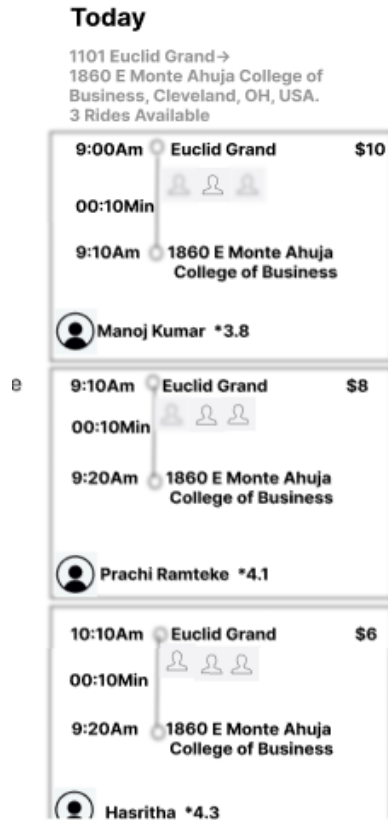 Today
1101 Euclid Grand→
1860 E Monte Ahuja College of
Business, Cleveland, OH, USA.
3 Rides Available
9:00Am Euclid Grand $10
00:10Min
9:10Am 1860 E Monte Ahuja
College of Business
Manoj Kumar *3.8
e
9:10Am Euclid Grand $8
00:10Min
9:20Am 1860 E Monte Ahuja
College of Business
Prachi Ramteke *4.1
10:10Am Euclid Grand $6
00:10Min
9:20Am 1860 E Monte Ahuja
College of Business
Hasritha *4.3